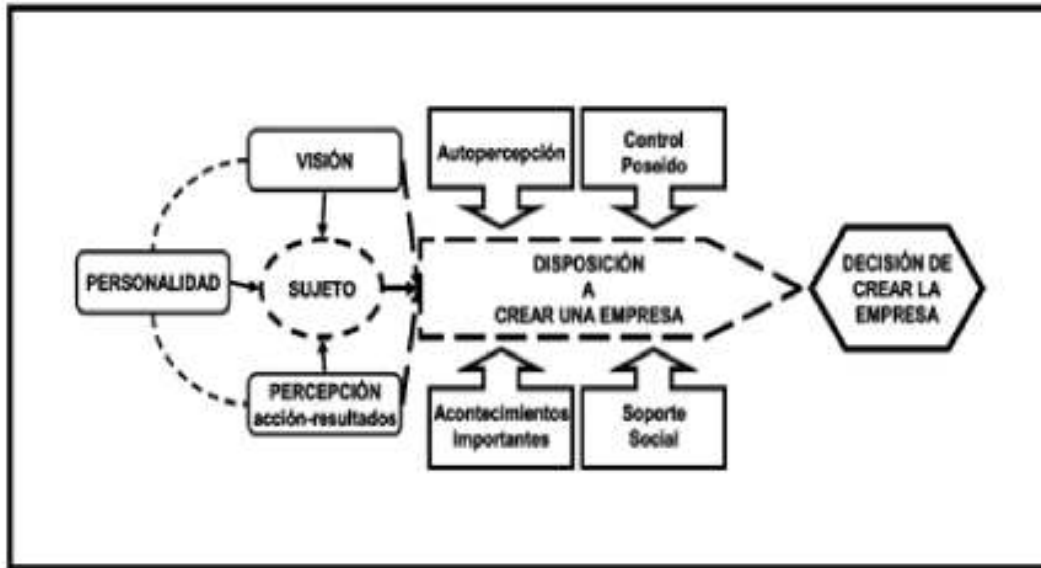 VISIÓN
PERSONALIDAD
SUJETO
PERCEPCIÓN
acción-resultados
Autopercepción
Control
Poseído
DISPOSICIÓN
A
CREAR UNA EMPRESA
Acontecimientos
Importantes
Soporte
Social
DECISIÓN DE
CREAR LA
EMPRESA